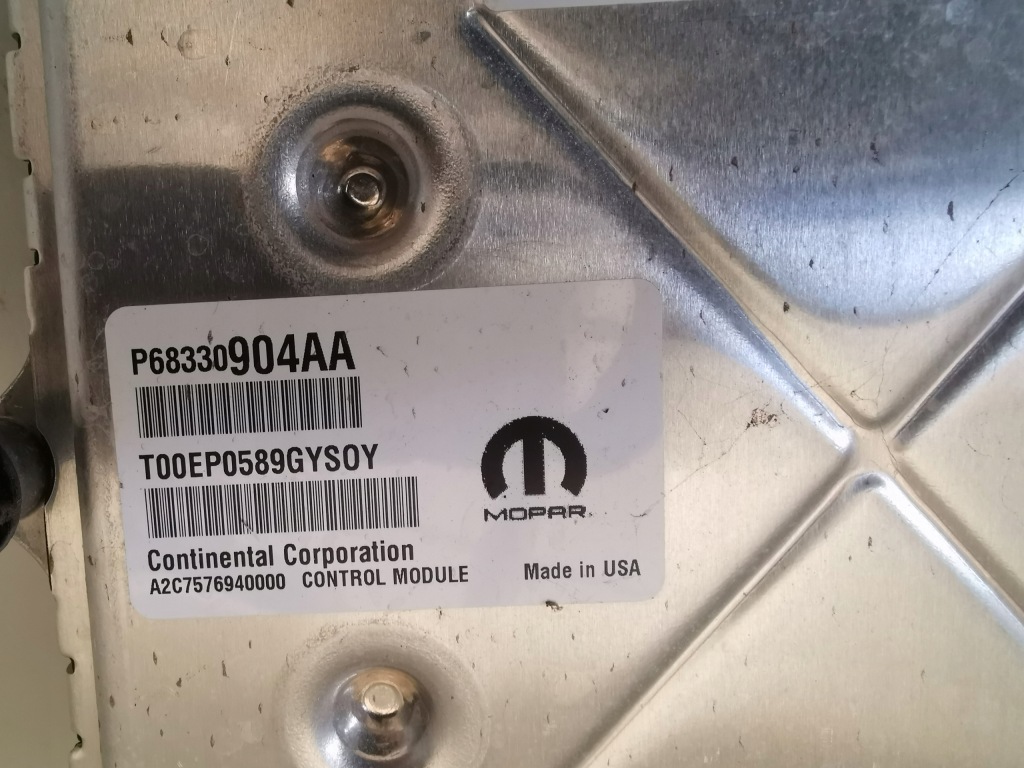 P68330904AA
T00EP0589GYSOY
MOPAR
Continental Corporation
A2C7576940000 CONTROL MODULE
Made in USA